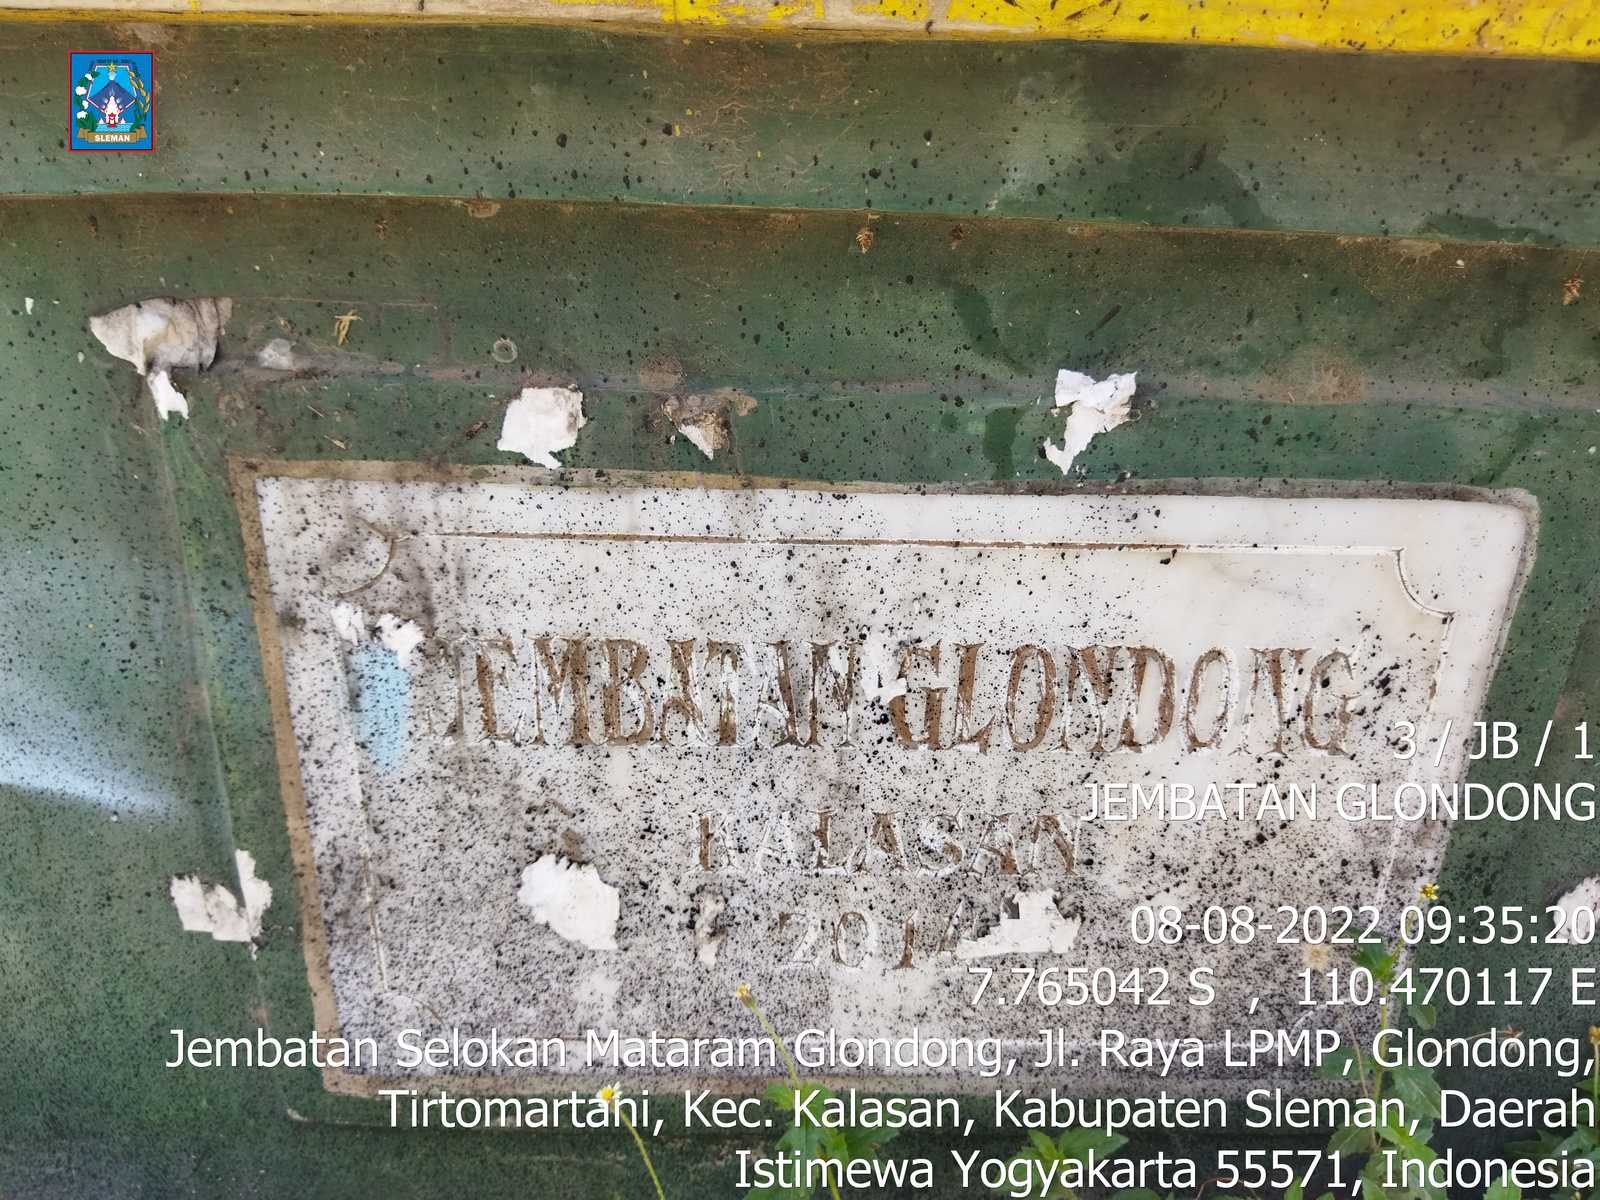 SLEMAN
JEMBATAN GLONDONG
KALASAN
2014
3 / JB / 1
JEMBATAN GLONDONG
08-08-2022 09:35:20
7.765042 S , 110.470117 E
Jembatan Selokan Mataram Glondong, Jl. Raya LPMP, Glondong,
Tirtomartani, Kec. Kalasan, Kabupaten Sleman, Daerah
Istimewa Yogyakarta 55571, Indonesia